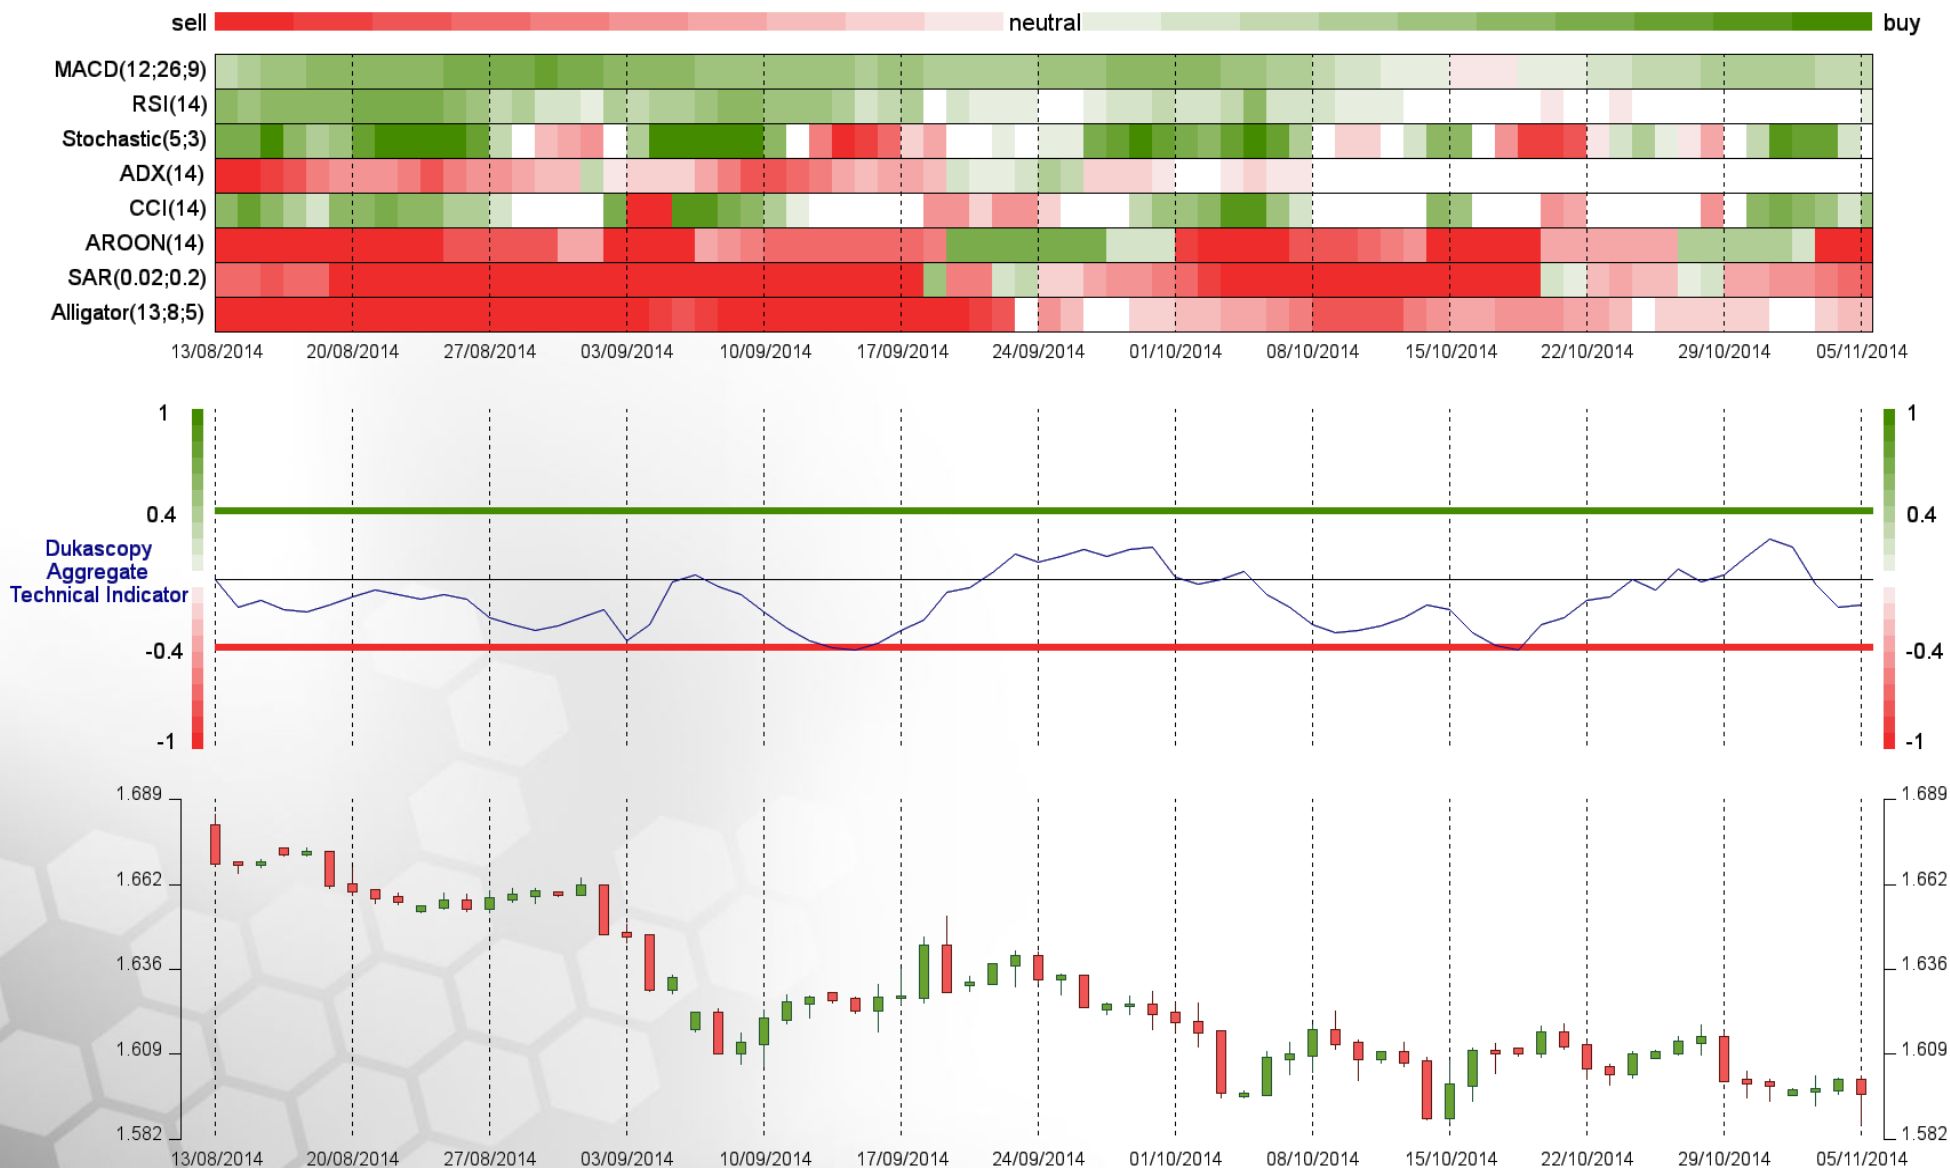 sell neutral buy
MACD(12;26;9)
RSI(14)
Stochastic(5;3)
ADX(14)
CCI(14)
AROON(14)
SAR(0.02;0.2)
Alligator(13;8;5)
13/08/2014 20/08/2014 27/08/2014 03/09/2014 10/09/2014 17/09/2014 24/09/2014 01/10/2014 08/10/2014 15/10/2014 22/10/2014 29/10/2014 05/11/2014
1 1
0.4 0.4
Dukascopy
Aggregate
Technical Indicator
-0.4 -0.4
-1 -1
1.689 1.689
1.662 1.662
1.636 1.636
1.609 1.609
1.582 1.582
13/08/2014 20/08/2014 27/08/2014 03/09/2014 10/09/2014 17/09/2014 24/09/2014 01/10/2014 08/10/2014 15/10/2014 22/10/2014 29/10/2014 05/11/2014